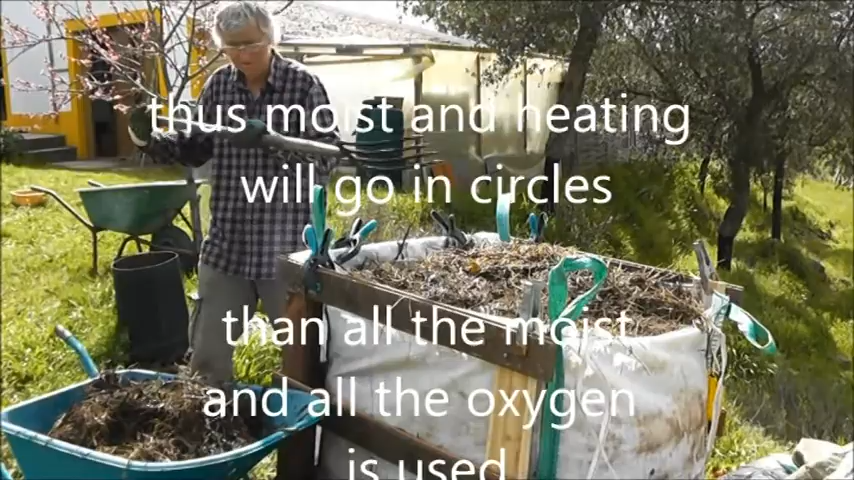 thus, moist and heating
will go in circles
than all the moist
and all the Oxygen
is used